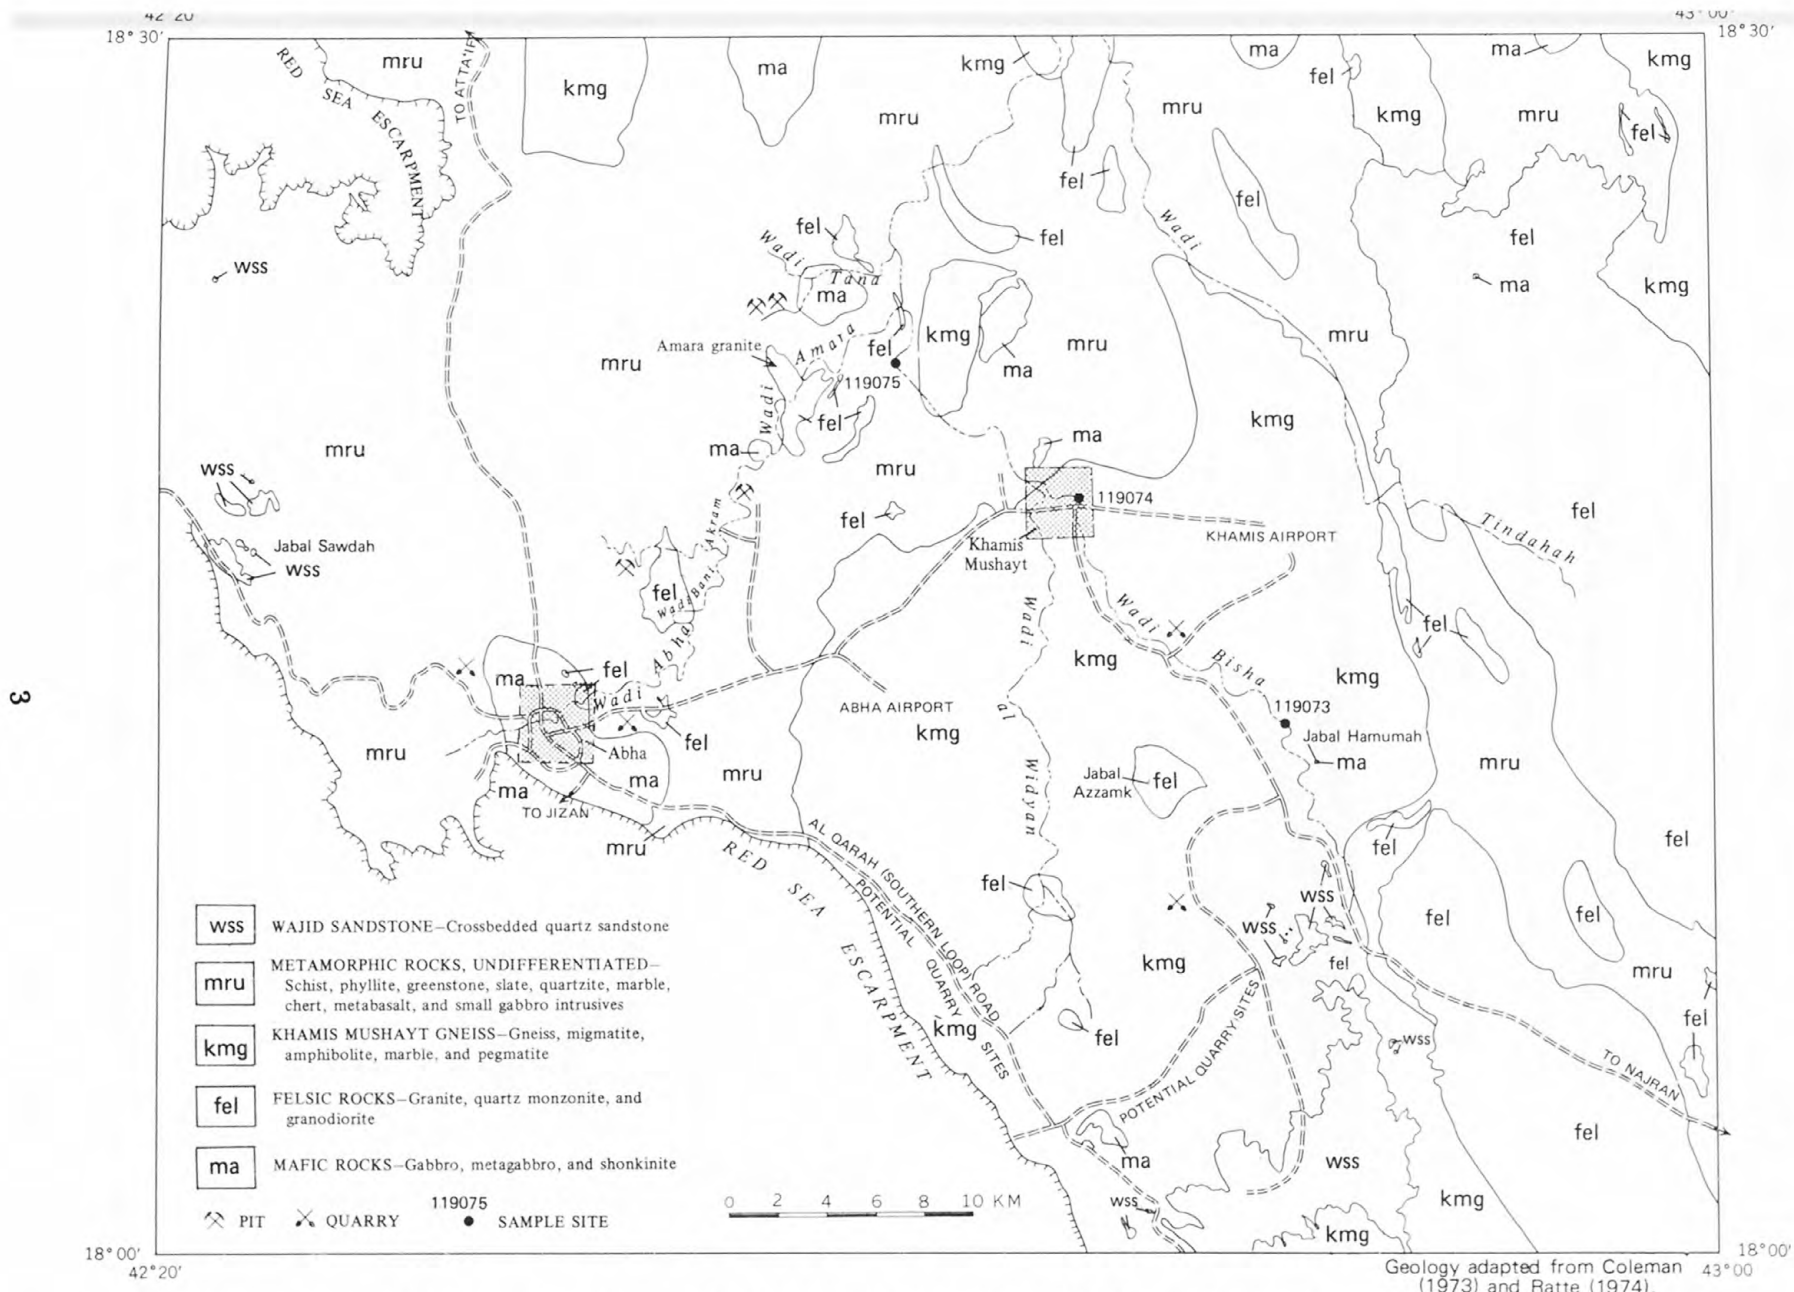 42°20'
43°00'
18°30'
18°30'
RED SEA ESCARPMENT
mru
TO ATTA'IF
kmg
ma
kmg
mru
ma
mru
fel
ma
kmg
kmg
mru
fel
fel
fel
fel
Wadi
fel
kmg
ma
wss
fel
Wadi Tana
ma
mru
Amara granite
Wadi Amara
fel
119075
fel
kmg
ma
mru
mru
kmg
mru
wss
ma
mru
ma
119074
fel
Khamis
Mushayt
KHAMIS AIRPORT
fel
Tindahah
Jabal Sawdah
wss
fel
Wadi Bani Akram
Wadi Abha
Wadi Bisha
fel
kmg
kmg
ma
fel
ABHA AIRPORT
kmg
Wadi al Widyan
119073
Jabal Hamumah
ma
mru
mru
Abha
fel
ma
mru
ma
TO JIZAN
mru
Jabal
Azzamk
fel
RED SEA ESCARPMENT
AL QARAH (SOUTHERN LOOP) ROAD
POTENTIAL QUARRY SITES
fel
fel
fel
wss
wss
fel
fel
fel
kmg
mru
kmg
fel
wss
fel
POTENTIAL QUARRY SITES
TO NAJRAN
fel
ma
wss
wss
kmg
kmg
wss WAJID SANDSTONE—Crossbedded quartz sandstone
mru METAMORPHIC ROCKS, UNDIFFERENTIATED—
Schist, phyllite, greenstone, slate, quartzite, marble,
chert, metabasalt, and small gabbro intrusives
kmg KHAMIS MUSHAYT GNEISS—Gneiss, migmatite,
amphibolite, marble, and pegmatite
fel FELSIC ROCKS—Granite, quartz monzonite, and
granodiorite
ma MAFIC ROCKS—Gabbro, metagabbro, and shonkinite
119075
PIT QUARRY SAMPLE SITE
0 2 4 6 8 10 KM
18°00'
18°00'
42°20'
43°00
Geology adapted from Coleman
(1973) and Ratte (1974).
3